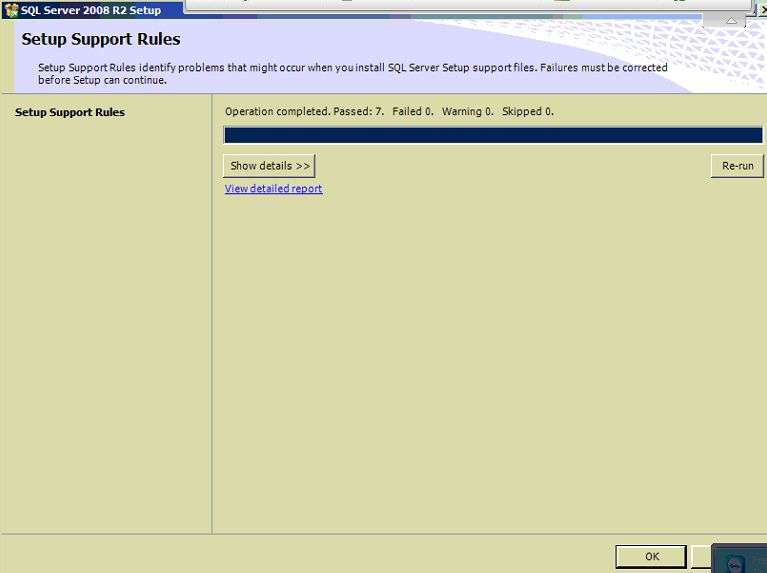 SQL Server 2008 R2 Setup
Setup Support Rules
Setup Support Rules identify problems that might occur when you install SQL Server Setup support files. Failures must be corrected
before Setup can continue.
Setup Support Rules
Operation completed. Passed: 7. Failed 0. Warning 0. Skipped 0.
Show details >>
Re-run
View detailed report
OK